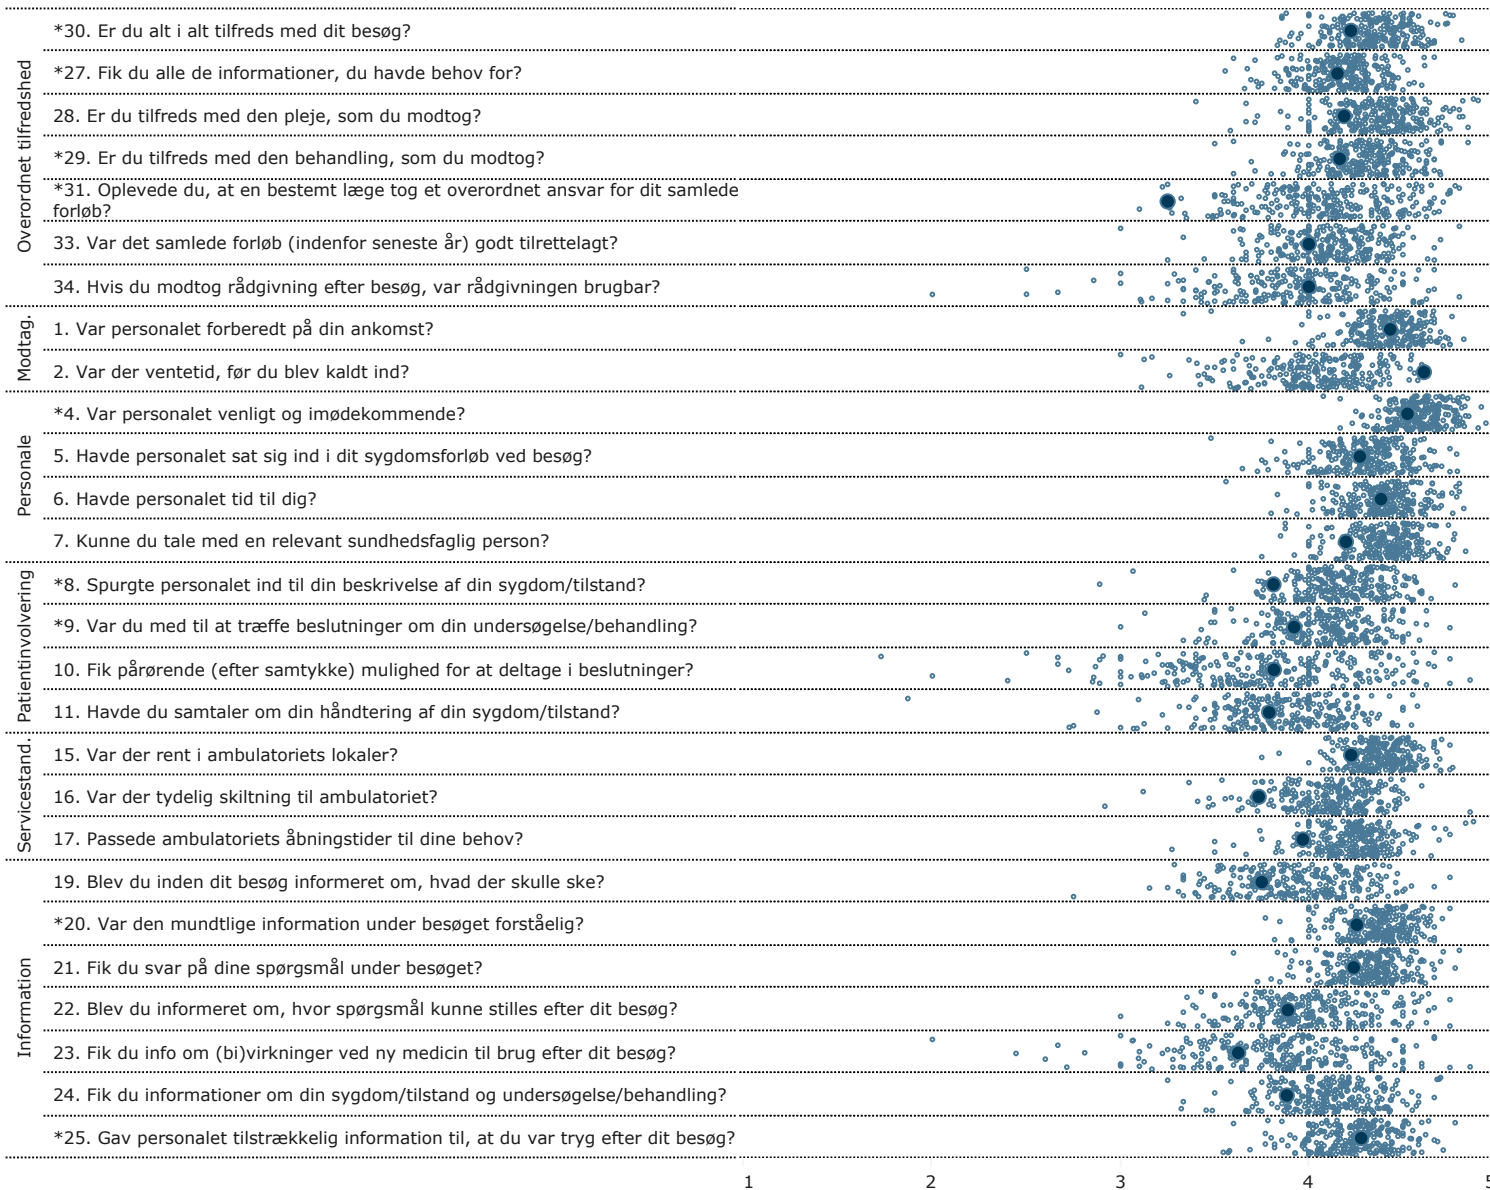 Overordnet tilfredshed
*30. Er du alt i alt tilfreds med dit besøg?
*27. Fik du alle de informationer, du havde behov for?
28. Er du tilfreds med den pleje, som du modtog?
*29. Er du tilfreds med den behandling, som du modtog?
*31. Oplevede du, at en bestemt læge tog et overordnet ansvar for dit samlede
forløb?
33. Var det samlede forløb (indenfor seneste år) godt tilrettelagt?
34. Hvis du modtog rådgivning efter besøg, var rådgivningen brugbar?
Modtag.
1. Var personalet forberedt på din ankomst?
2. Var der ventetid, før du blev kaldt ind?
Personale
*4. Var personalet venligt og imødekommende?
5. Havde personalet sat sig ind i dit sygdomsforløb ved besøg?
6. Havde personalet tid til dig?
7. Kunne du tale med en relevant sundhedsfaglig person?
Patientinvolvering
*8. Spurgte personalet ind til din beskrivelse af din sygdom/tilstand?
*9. Var du med til at træffe beslutninger om din undersøgelse/behandling?
10. Fik pårørende (efter samtykke) mulighed for at deltage i beslutninger?
11. Havde du samtaler om din håndtering af din sygdom/tilstand?
Servicestand.
15. Var der rent i ambulatoriets lokaler?
16. Var der tydelig skiltning til ambulatoriet?
17. Passede ambulatoriets åbningstider til dine behov?
Information
19. Blev du inden dit besøg informeret om, hvad der skulle ske?
*20. Var den mundtlige information under besøget forståelig?
21. Fik du svar på dine spørgsmål under besøget?
22. Blev du informeret om, hvor spørgsmål kunne stilles efter dit besøg?
23. Fik du info om (bi)virkninger ved ny medicin til brug efter dit besøg?
24. Fik du informationer om din sygdom/tilstand og undersøgelse/behandling?
*25. Gav personalet tilstrækkelig information til, at du var tryg efter dit besøg?
1 2 3 4 5